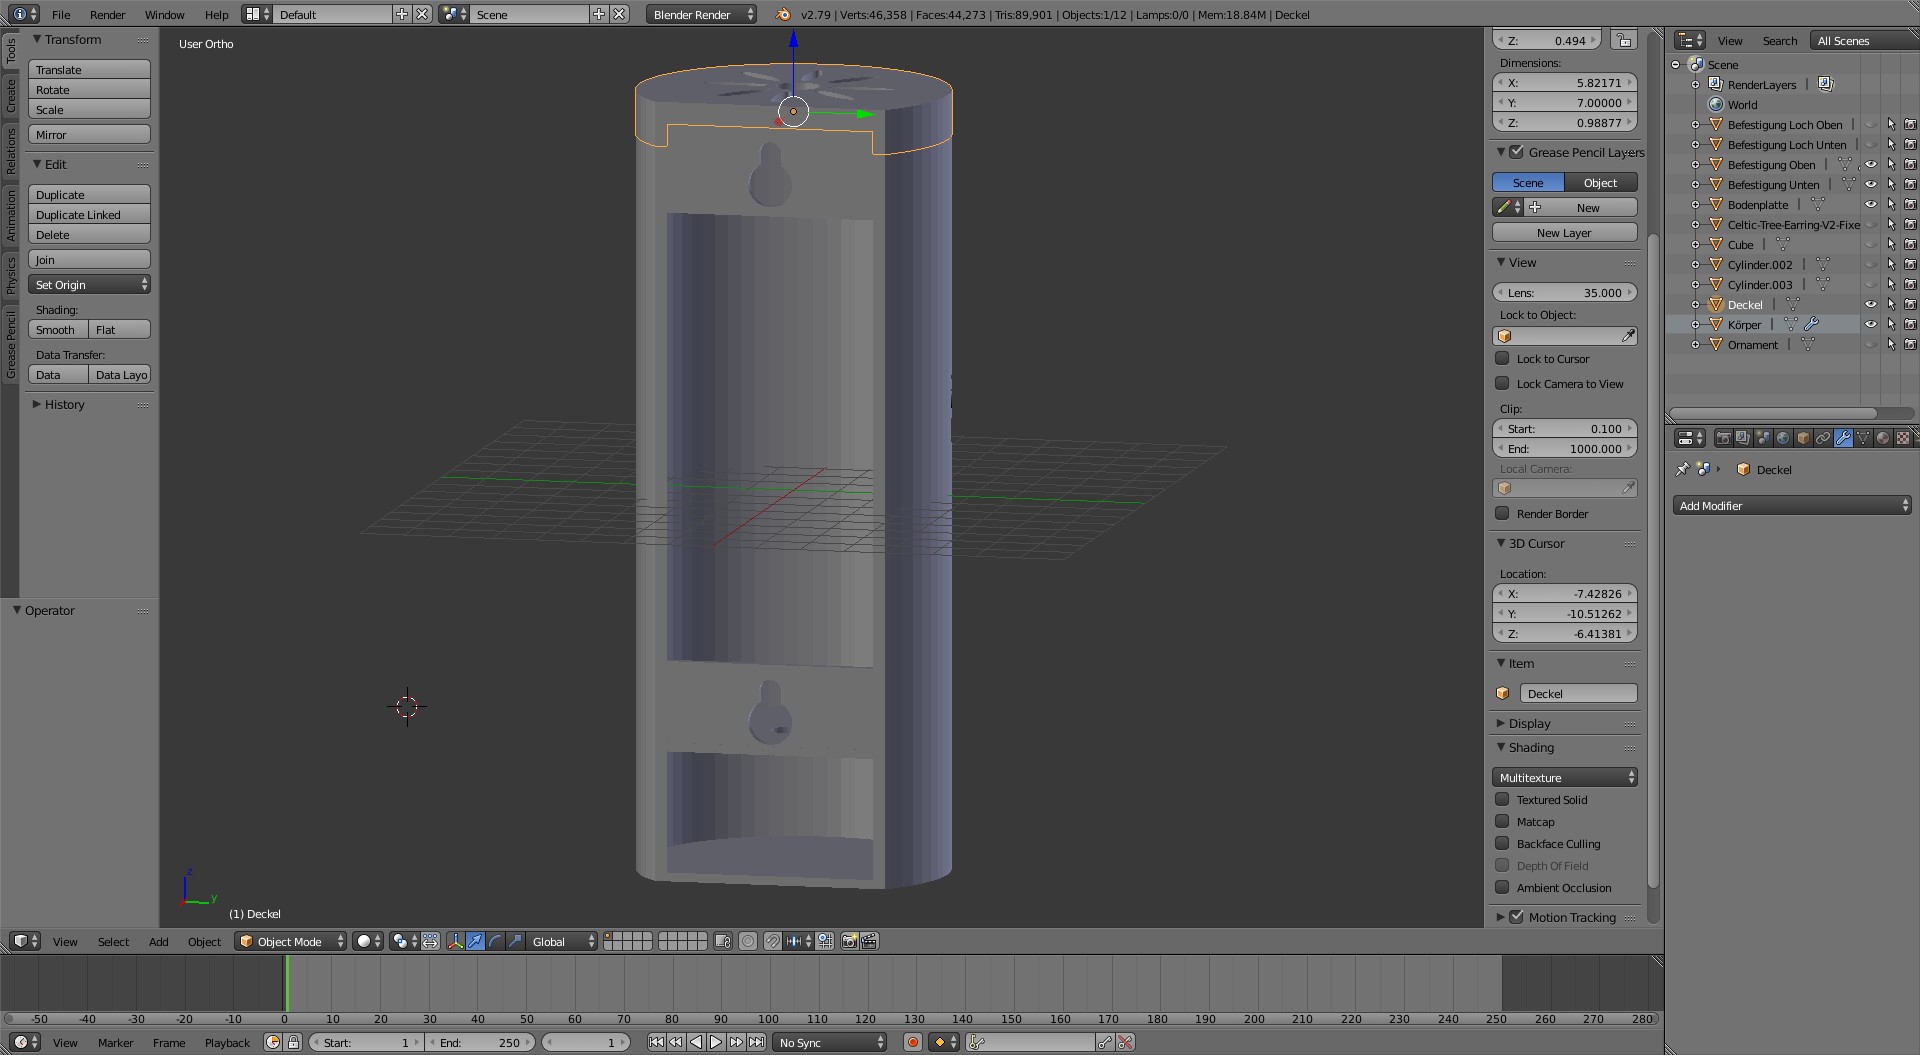 File Render Window Help Default Scene Blender Render v2.79 | Verts:46,358 | Faces:44,273 | Tris:89,901 | Objects:1/12 | Lamps:0/0 | Mem:18.84M | Deckel
Tools
Create
Relations
Animation
Physics
Grease Pencil
Transform
Translate
Rotate
Scale
Mirror
Edit
Duplicate
Duplicate Linked
Delete
Join
Set Origin
Shading:
Smooth Flat
Data Transfer:
Data Data Layo
History
Operator
User Ortho
z
y
(1) Deckel
Z: 0.494
Dimensions:
X: 5.82171
Y: 7.00000
Z: 0.98877
Grease Pencil Layers
Scene Object
New
New Layer
View
Lens: 35.000
Lock to Object:
Lock to Cursor
Lock Camera to View
Clip:
Start: 0.100
End: 1000.000
Local Camera:
Render Border
3D Cursor
Location:
X: -7.42826
Y: -10.51262
Z: -6.41381
Item
Deckel
Display
Shading
Multitexture
Textured Solid
Matcap
Backface Culling
Depth Of Field
Ambient Occlusion
Motion Tracking
View Search All Scenes
Scene
RenderLayers |
World
Befestigung Loch Oben
Befestigung Loch Unten
Befestigung Oben |
Befestigung Unten |
Bodenplatte |
Celtic-Tree-Earring-V2-Fixe
Cube |
Cylinder.002 |
Cylinder.003 |
Deckel |
Körper |
Ornament |
Deckel
Add Modifier
View Select Add Object Object Mode Global
-50 -40 -30 -20 -10 0 10 20 30 40 50 60 70 80 90 100 110 120 130 140 150 160 170 180 190 200 210 220 230 240 250 260 270 280
View Marker Frame Playback Start: 1 End: 250 1 No Sync